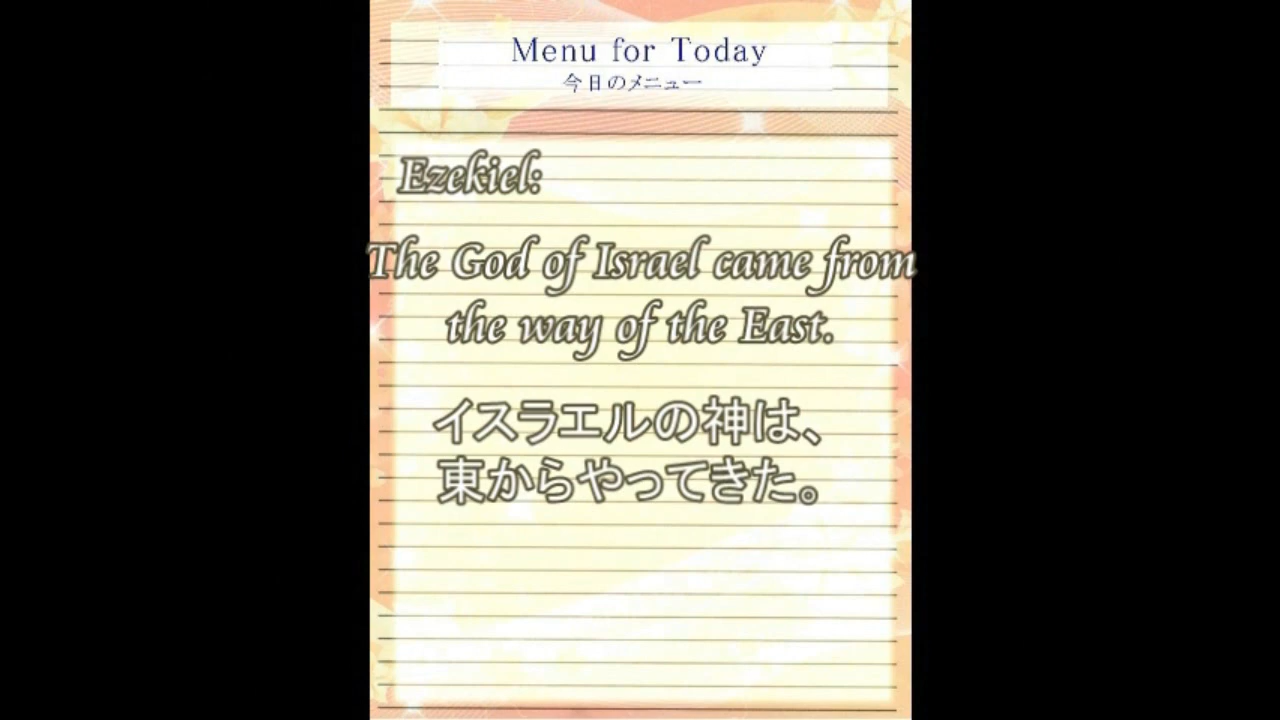 Menu for Today
今日のメニュー
Ezekiel:
The God of Israel came from
the way of the East.
イスラエルの神は、
東からやってきた。